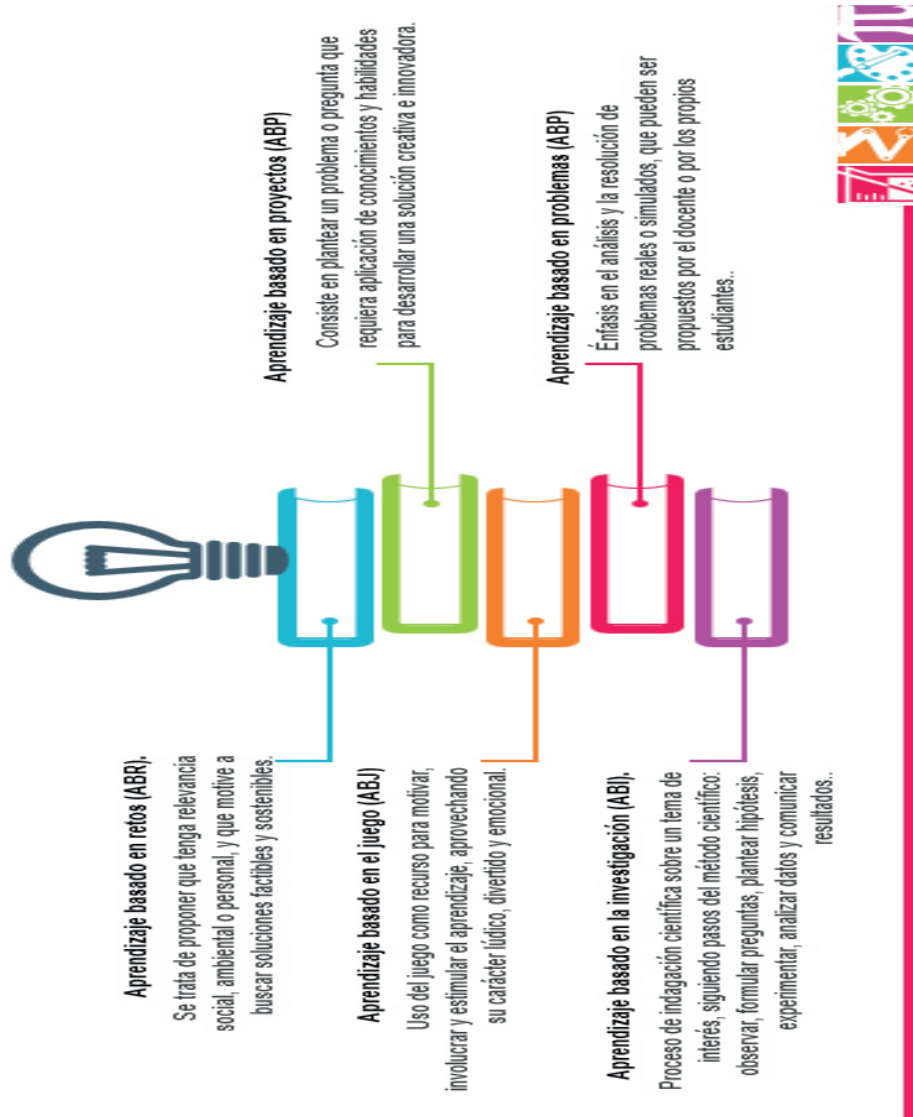 Aprendizaje basado en retos (ABR).
Se trata de proponer que tenga relevancia
social, ambiental o personal, y que motive a
buscar soluciones factibles y sostenibles.
Aprendizaje basado en el juego (ABJ)
Uso del juego como recurso para motivar,
involucrar y estimular el aprendizaje, aprovechando
su carácter lúdico, divertido y emocional.
Aprendizaje basado en la investigación (ABI).
Proceso de indagación científica sobre un tema de
interés, siguiendo pasos del método científico:
observar, formular preguntas, plantear hipótesis,
experimentar, analizar datos y comunicar
resultados..
Aprendizaje basado en proyectos (ABP)
Consiste en plantear un problema o pregunta que
requiera aplicación de conocimientos y habilidades
para desarrollar una solución creativa e innovadora.
Aprendizaje basado en problemas (ABP)
Énfasis en el análisis y la resolución de
problemas reales o simulados, que pueden ser
propuestos por el docente o por los propios
estudiantes..